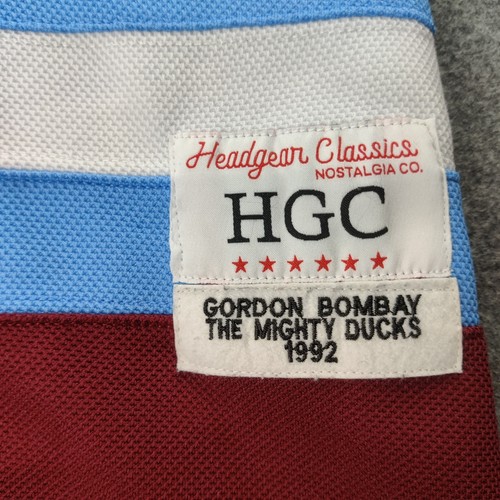 Headgear Classics
NOSTALGIA CO.
HGC
GORDON BOMBAY
THE MIGHTY DUCKS
1992